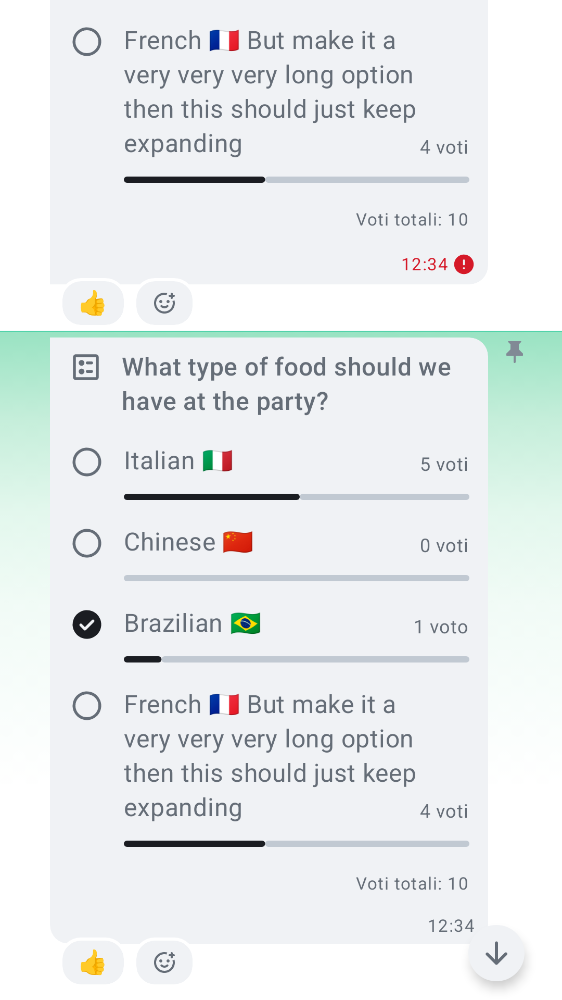 French 🇫🇷 But make it a
very very very long option
then this should just keep
expanding
4 voti
Voti totali: 10
12:34
What type of food should we
have at the party?
Italian 🇮🇹
5 voti
Chinese 🇨🇳
0 voti
Brazilian 🇧🇷
1 voto
French 🇫🇷 But make it a
very very very long option
then this should just keep
expanding
4 voti
Voti totali: 10
12:34